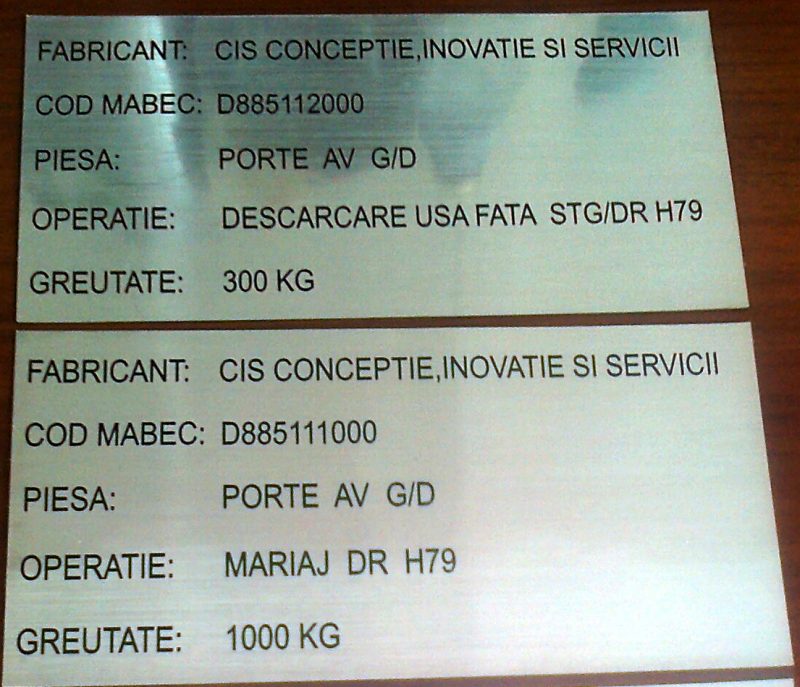 FABRICANT: CIS CONCEPTIE,INOVATIE SI SERVICII
COD MABEC: D885112000
PIESA: PORTE AV G/D
OPERATIE: DESCARCARE USA FATA STG/DR H79
GREUTATE: 300 KG
FABRICANT: CIS CONCEPTIE,INOVATIE SI SERVICII
COD MABEC: D885111000
PIESA: PORTE AV G/D
OPERATIE: MARIAJ DR H79
GREUTATE: 1000 KG